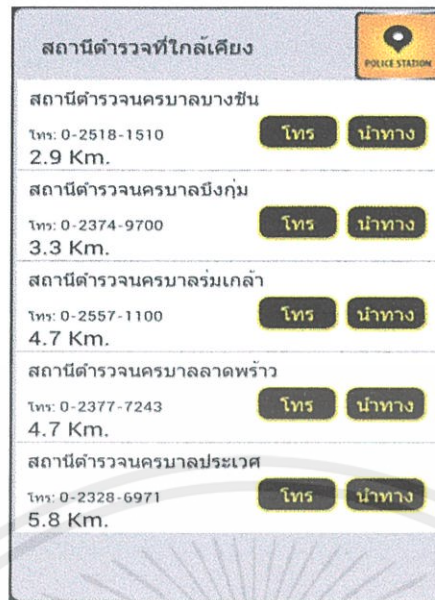 สถานีตำรวจที่ใกล้เคียง
POLICE STATION
สถานีตำรวจนครบาลบางชัน
โทร: 0-2518-1510
โทร นำทาง
2.9 Km.
สถานีตำรวจนครบาลบึงกุ่ม
โทร: 0-2374-9700
โทร นำทาง
3.3 Km.
สถานีตำรวจนครบาลร่มเกล้า
โทร: 0-2557-1100
โทร นำทาง
4.7 Km.
สถานีตำรวจนครบาลลาดพร้าว
โทร: 0-2377-7243
โทร นำทาง
4.7 Km.
สถานีตำรวจนครบาลประเวศ
โทร: 0-2328-6971
โทร นำทาง
5.8 Km.